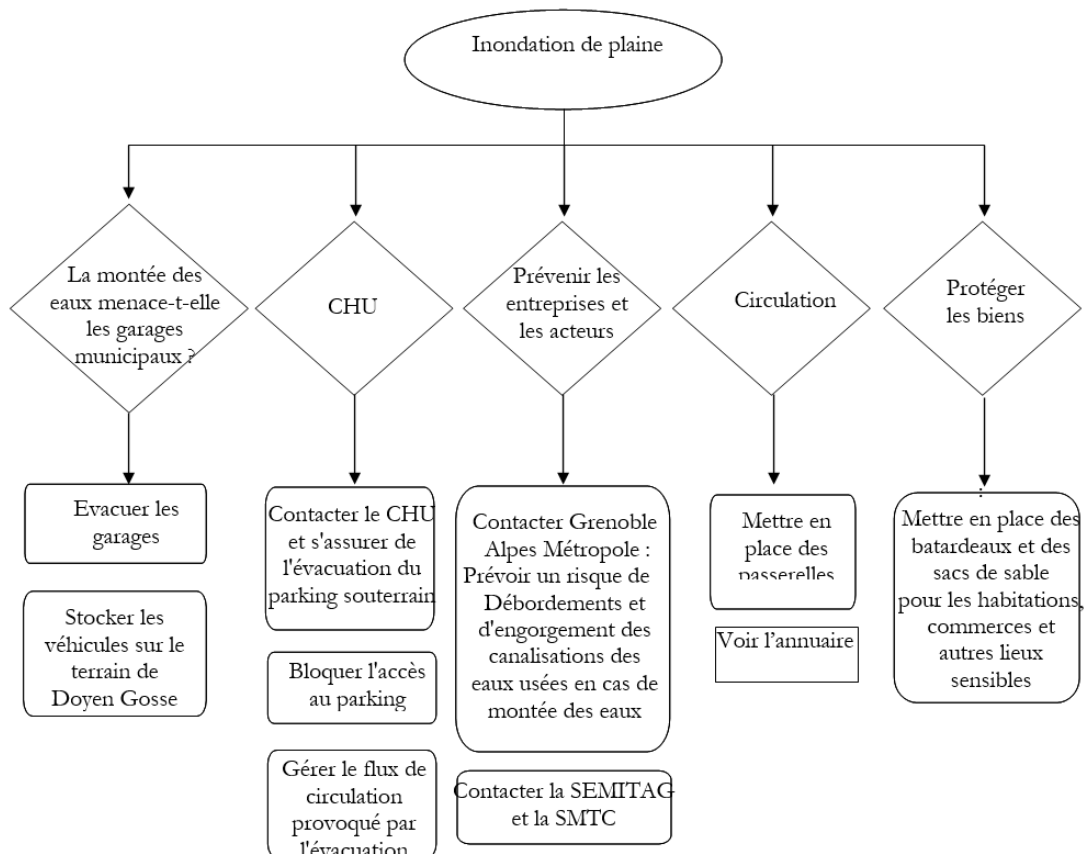 Inondation de plaine
La montée des
eaux menace-t-elle
les garages
municipaux ?
CHU
Prévenir les
entreprises et
les acteurs
Circulation
Protéger
les biens
Evacuer les
garages
Stocker les
véhicules sur le
terrain de
Doyen Gosse
Contacter le CHU
et s'assurer de
l'évacuation du
parking souterrain
Bloquer l'accès
au parking
Gérer le flux de
circulation
provoqué par
l'évacuation
Contacter Grenoble
Alpes Métropole :
Prévoir un risque de
Débordements et
d'engorgement des
canalisations des
eaux usées en cas de
montée des eaux
Contacter la SEMITAG
et la SMTC
Mettre en
place des
passerelles
Voir l’annuaire
:
Mettre en place des
batardeaux et des
sacs de sable
pour les habitations,
commerces et
autres lieux
sensibles